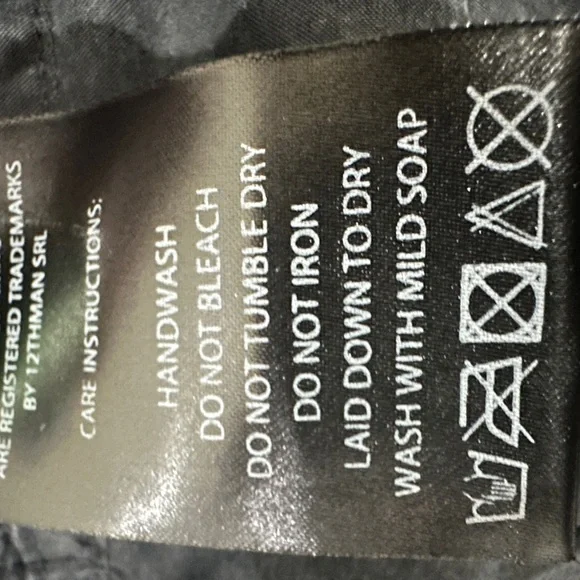 ARE REGISTERED TRADEMARKS
BY 12THMAN SRL
CARE INSTRUCTIONS:
HANDWASH
DO NOT BLEACH
DO NOT TUMBLE DRY
DO NOT IRON
LAID DOWN TO DRY
WASH WITH MILD SOAP